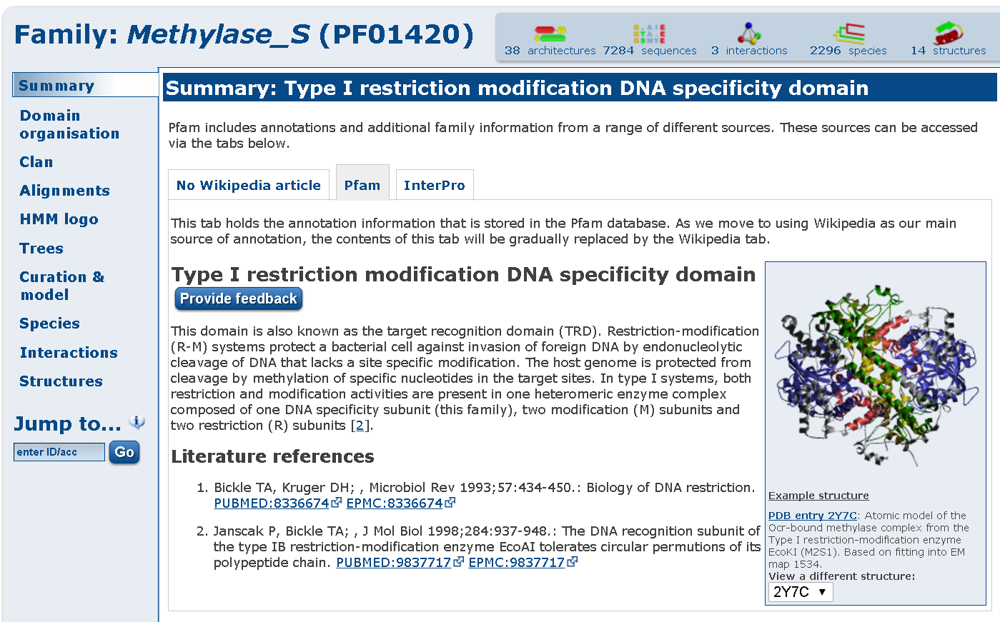 Family: Methylase_S (PF01420)
38 architectures 7284 sequences 3 interactions 2296 species 14 structures
Summary
Domain
organisation
Clan
Alignments
HMM logo
Trees
Curation &
model
Species
Interactions
Structures
Jump to...
enter ID/acc Go
Summary: Type I restriction modification DNA specificity domain
Pfam includes annotations and additional family information from a range of different sources. These sources can be accessed
via the tabs below.
No Wikipedia article Pfam InterPro
This tab holds the annotation information that is stored in the Pfam database. As we move to using Wikipedia as our main
source of annotation, the contents of this tab will be gradually replaced by the Wikipedia tab.
Type I restriction modification DNA specificity domain
Provide feedback
This domain is also known as the target recognition domain (TRD). Restriction-modification
(R-M) systems protect a bacterial cell against invasion of foreign DNA by endonucleolytic
cleavage of DNA that lacks a site specific modification. The host genome is protected from
cleavage by methylation of specific nucleotides in the target sites. In type I systems, both
restriction and modification activities are present in one heteromeric enzyme complex
composed of one DNA specificity subunit (this family), two modification (M) subunits and
two restriction (R) subunits [2].
Literature references
1. Bickle TA, Kruger DH; , Microbiol Rev 1993;57:434-450.: Biology of DNA restriction.
PUBMED:8336674 EPMC:8336674
2. Janscak P, Bickle TA; , J Mol Biol 1998;284:937-948.: The DNA recognition subunit of
the type IB restriction-modification enzyme EcoAI tolerates circular permutions of its
polypeptide chain. PUBMED:9837717 EPMC:9837717
Example structure
PDB entry 2Y7C: Atomic model of the
Ocr-bound methylase complex from the
Type I restriction-modification enzyme
EcoKI (M2S1). Based on fitting into EM
map 1534.
View a different structure:
2Y7C